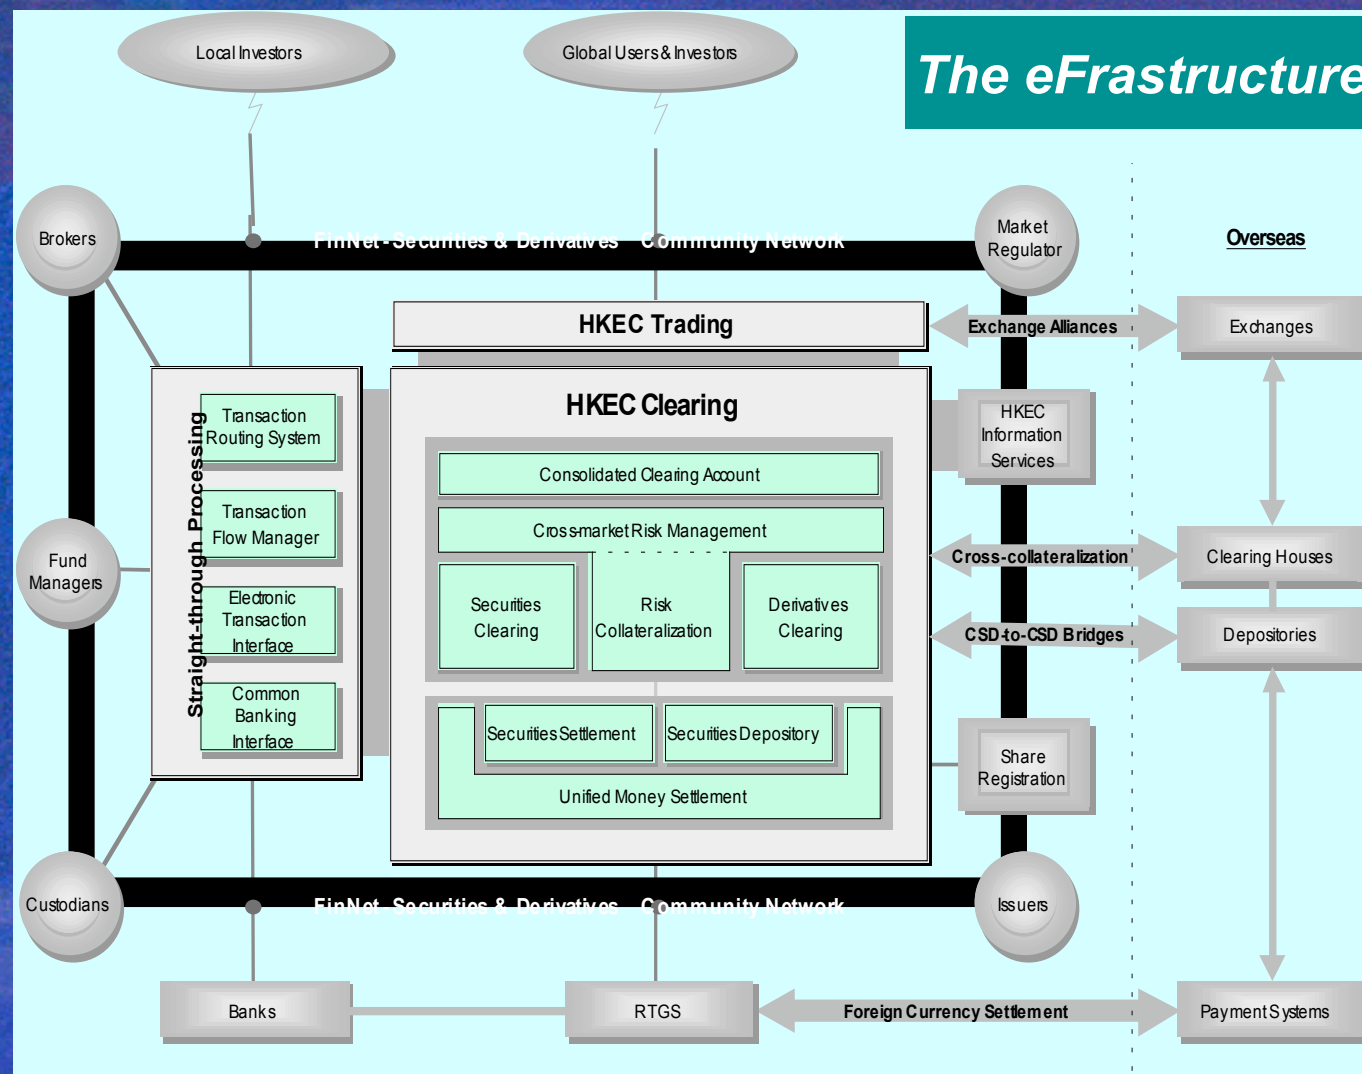 Local Investors
Global Users & Investors
The eFrastructure
Brokers
FinNet - Securities & Derivatives Community Network
Market
Regulator
Overseas
HKEC Trading
Exchange Alliances
Exchanges
Straight-through Processing
Transaction
Routing System
Transaction
Flow Manager
Electronic
Transaction
Interface
Common
Banking
Interface
HKEC Clearing
Consolidated Clearing Account
Cross-market Risk Management
Securities
Clearing
Risk
Collateralization
Derivatives
Clearing
Securities Settlement
Securities Depository
Unified Money Settlement
HKEC
Information
Services
Fund
Managers
Cross-collateralization
Clearing Houses
CSD-to-CSD Bridges
Depositories
Share
Registration
Custodians
FinNet - Securities & Derivatives Community Network
Issuers
Banks
RTGS
Foreign Currency Settlement
Payment Systems